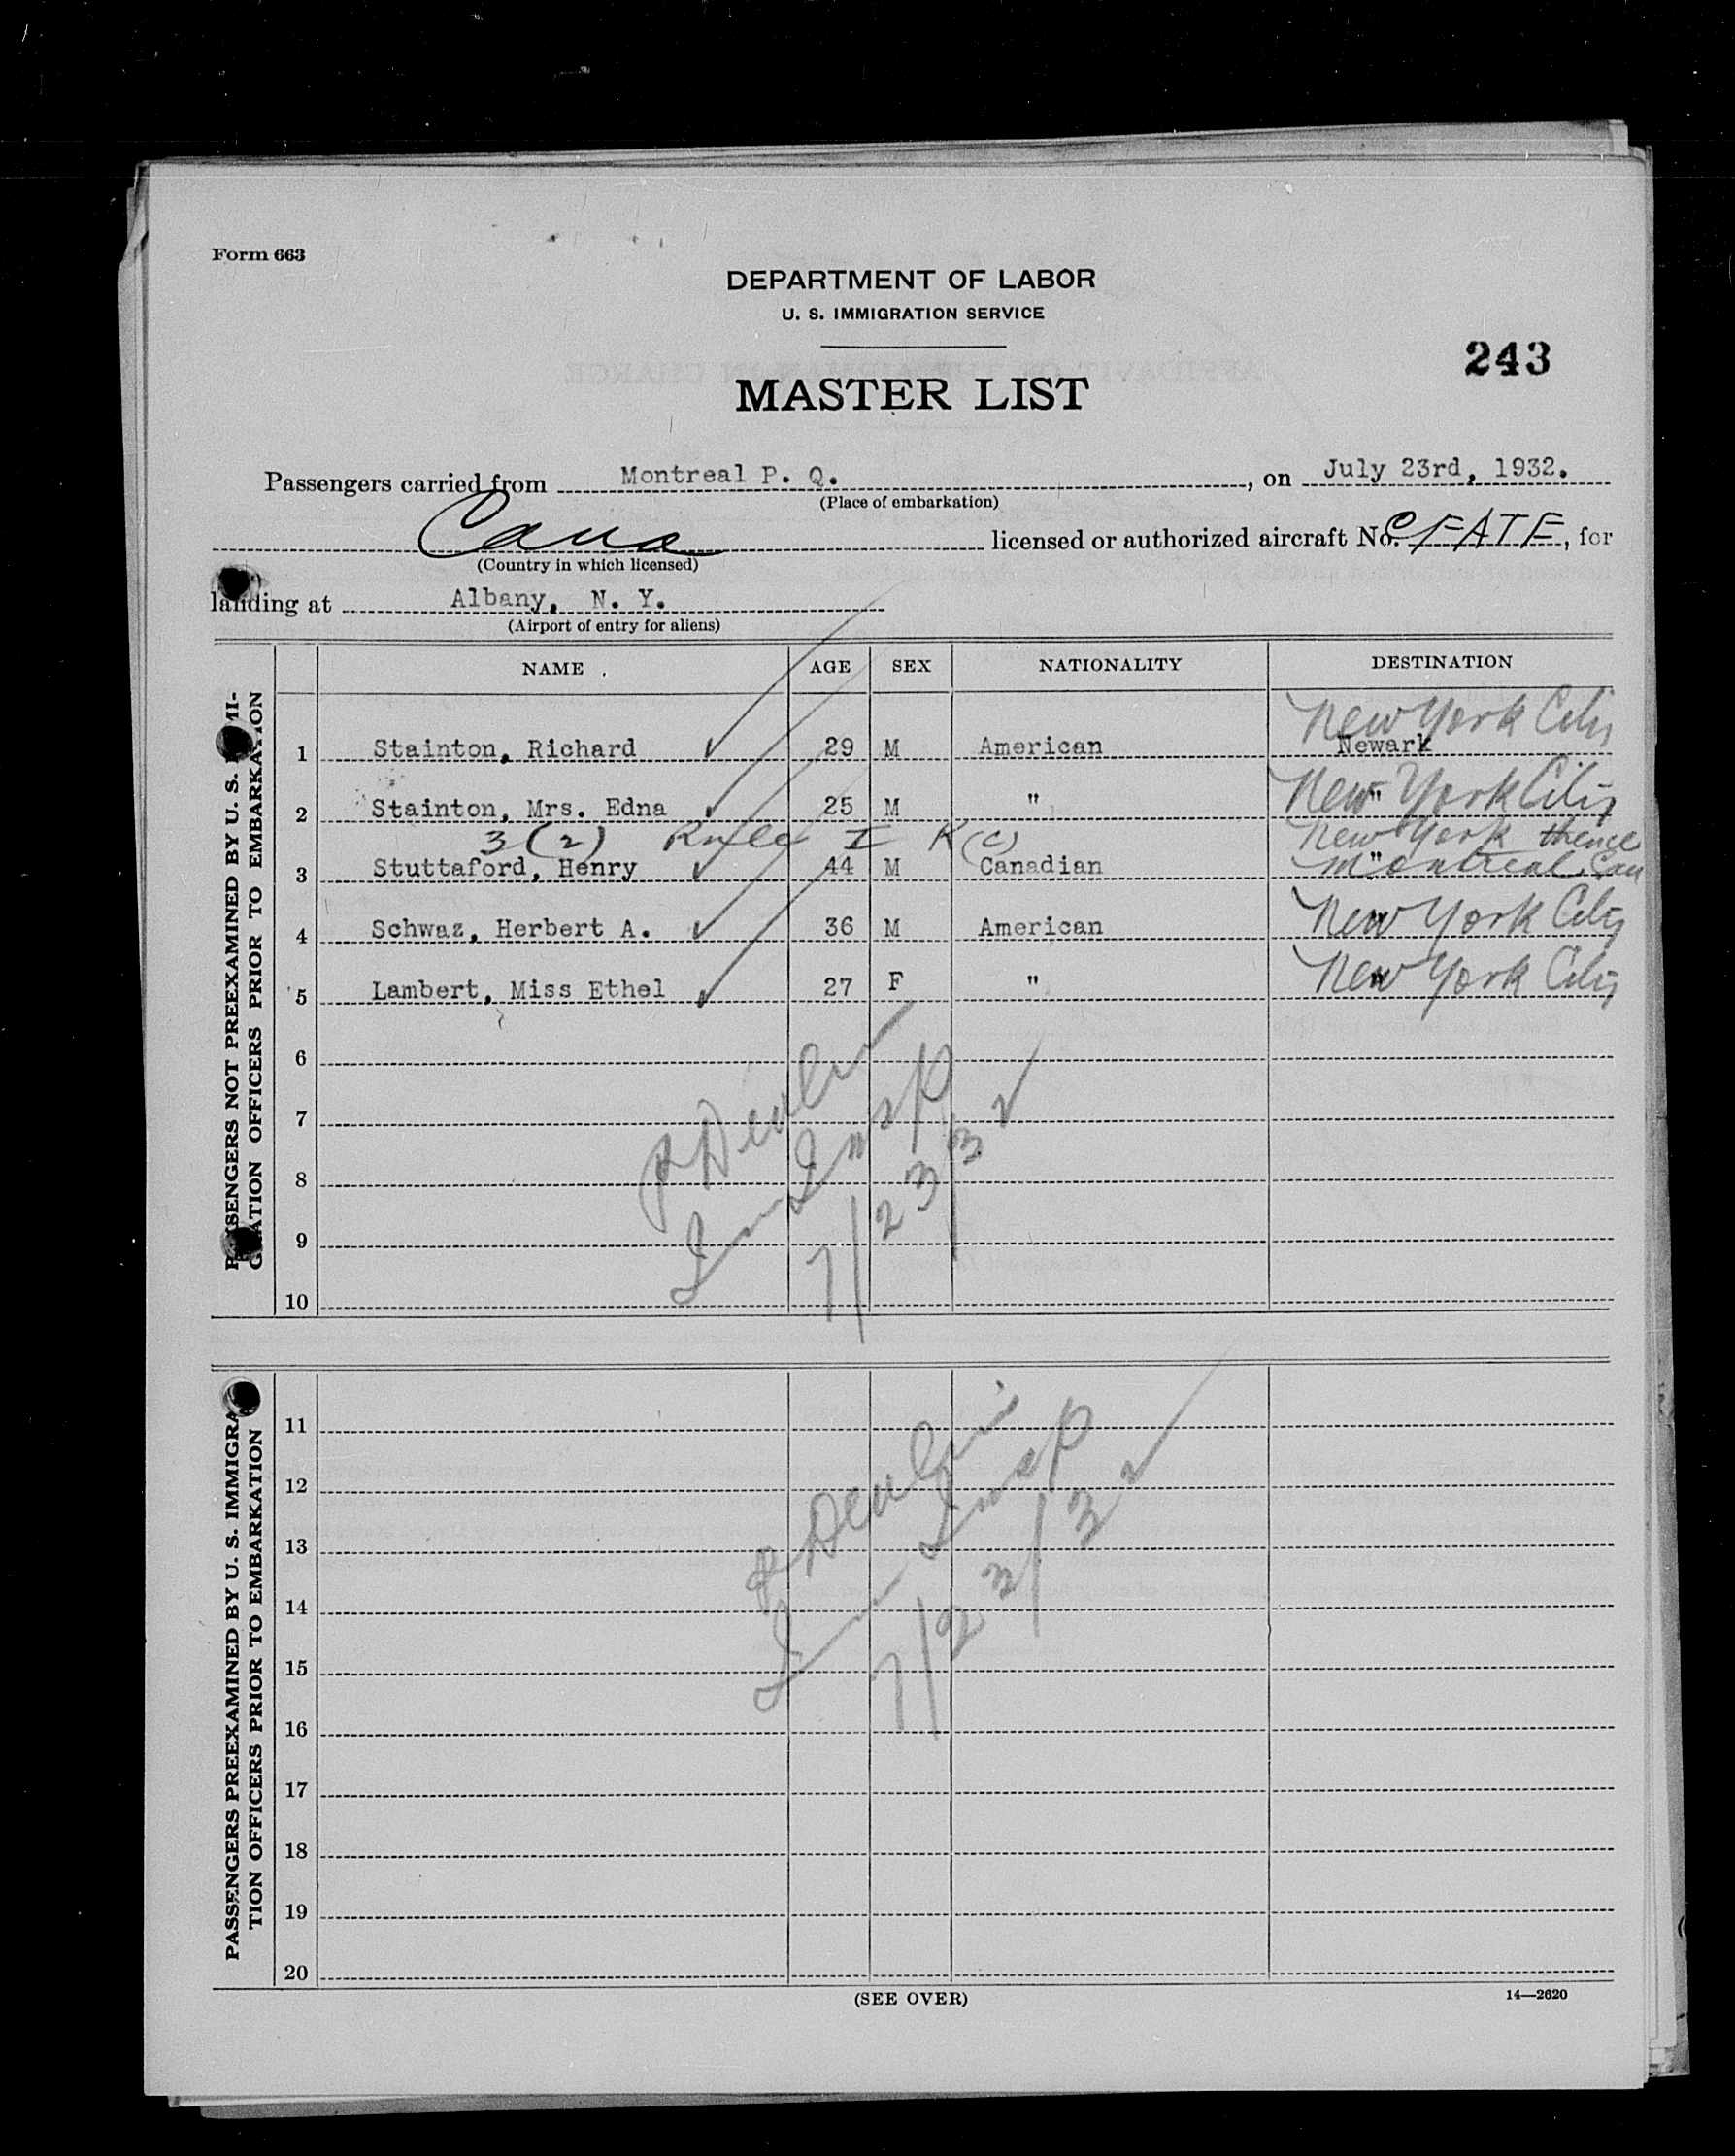 Form 663
DEPARTMENT OF LABOR
U. S. IMMIGRATION SERVICE
243
MASTER LIST
Passengers carried from Montreal P. Q., on July 23rd, 1932.
(Place of embarkation)
Cana licensed or authorized aircraft No. CFATF, for
(Country in which licensed)
landing at Albany, N. Y.
(Airport of entry for aliens)
NAME AGE SEX NATIONALITY DESTINATION
PASSENGERS NOT PREEXAMINED BY U. S. IMMI-
GRATION OFFICERS PRIOR TO EMBARKATION
New York City
1 Stainton, Richard ✓ 29 M American Newark
2 Stainton, Mrs. Edna ✓ 25 M " " New York City
3(2) Rule I K(c) New York thence
3 Stuttaford, Henry ✓ 44 M Canadian " Montreal, Can
4 Schwaz, Herbert A. ✓ 36 M American " New York City
5 Lambert, Miss Ethel ✓ 27 F " " New York City
6
7
8
9
10
Imm Insp
7/23/32
PASSENGERS PREEXAMINED BY U. S. IMMIGRA
TION OFFICERS PRIOR TO EMBARKATION
11
12
13
14
15
16
17
18
19
20
Imm Insp
7/23/32
(SEE OVER)
14—2620